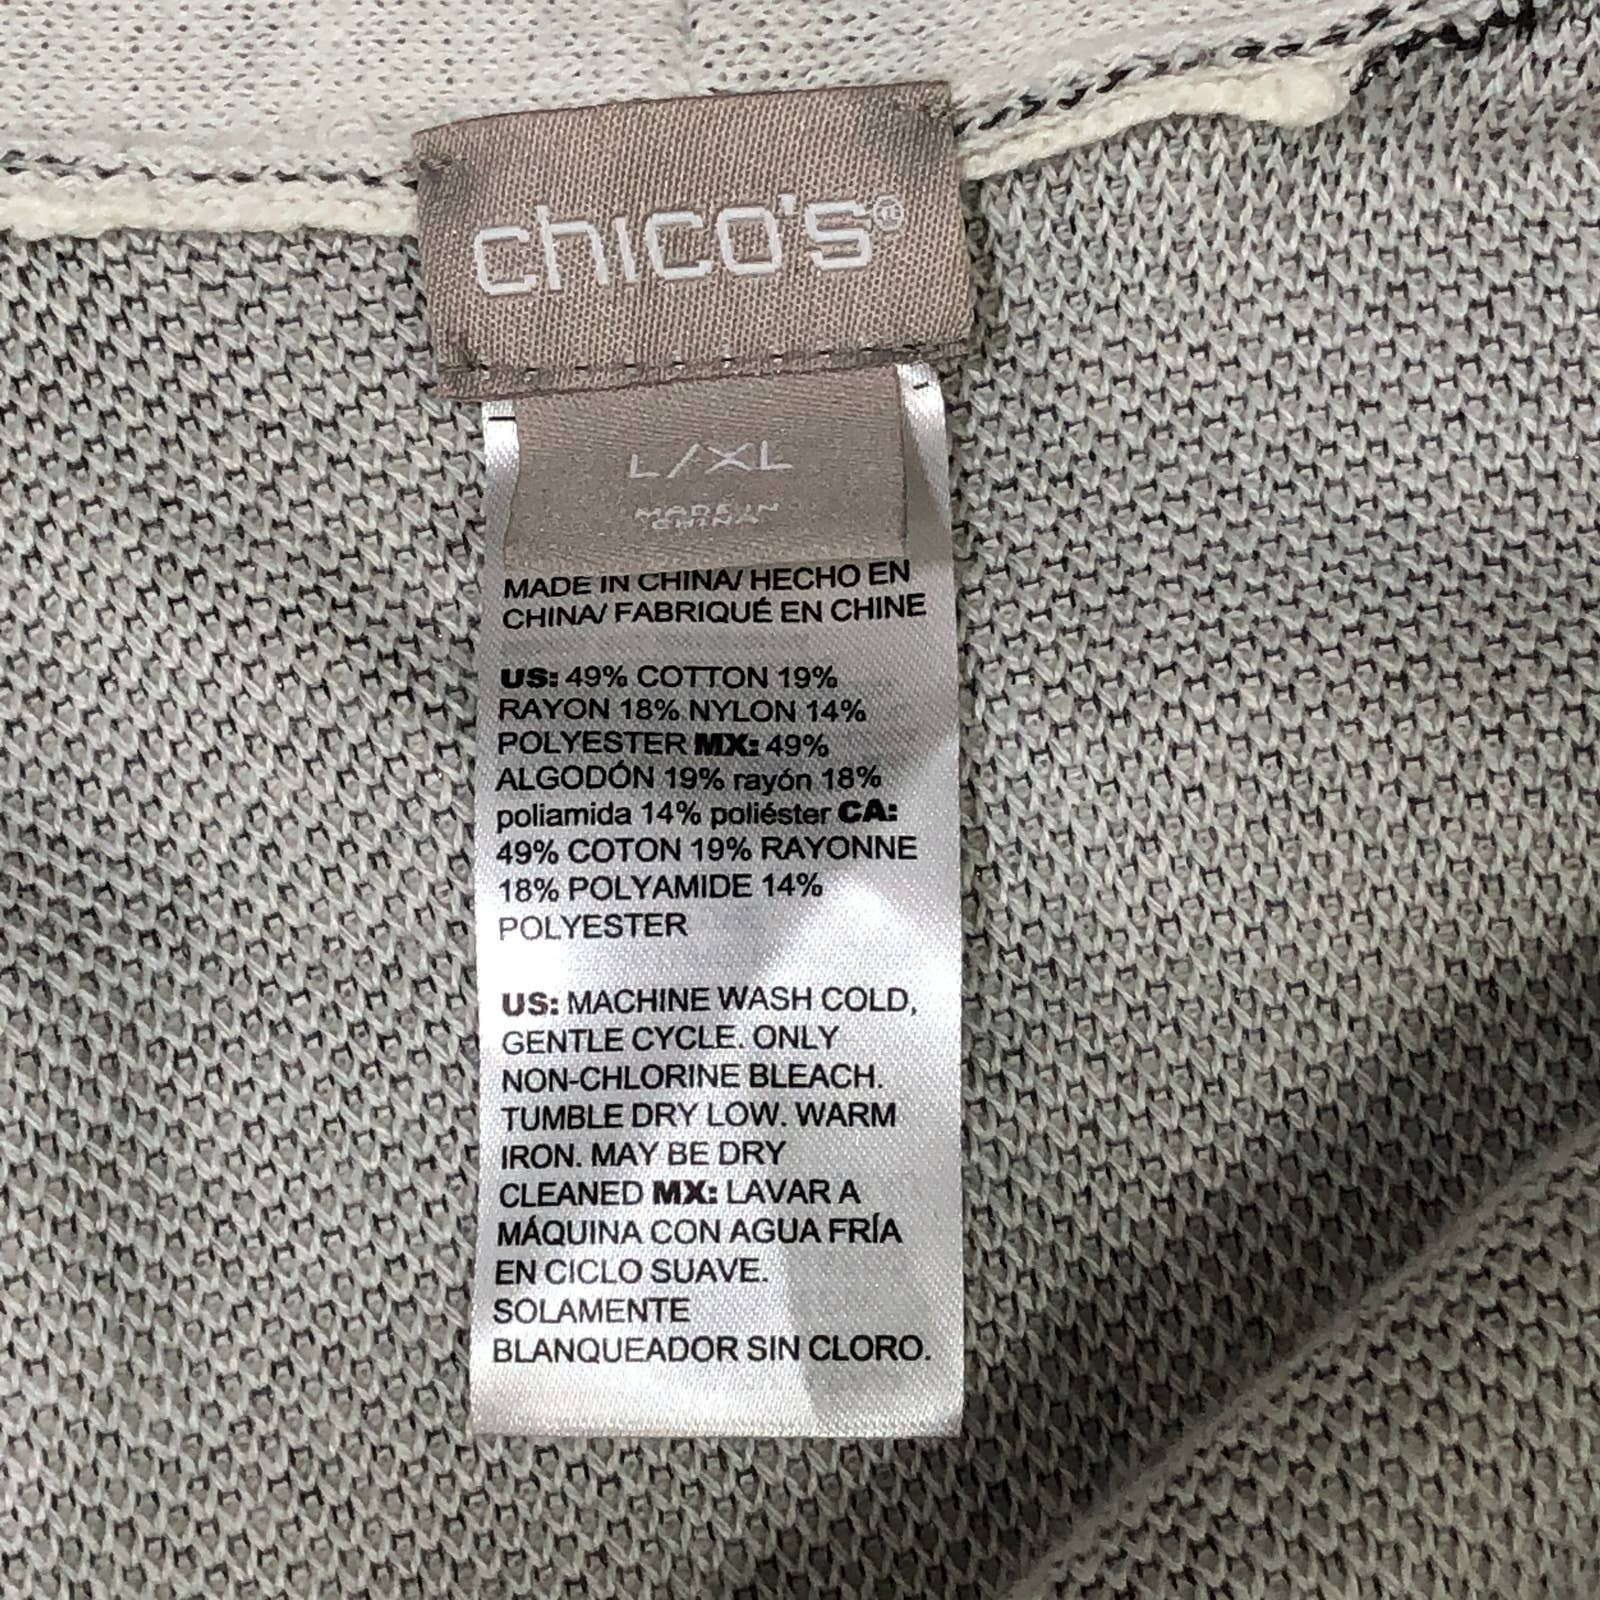 chico's®
L/XL
MADE IN
CHINA
MADE IN CHINA/ HECHO EN
CHINA/ FABRIQUÉ EN CHINE
US: 49% COTTON 19%
RAYON 18% NYLON 14%
POLYESTER MX: 49%
ALGODÓN 19% rayón 18%
poliamida 14% poliéster CA:
49% COTON 19% RAYONNE
18% POLYAMIDE 14%
POLYESTER
US: MACHINE WASH COLD,
GENTLE CYCLE. ONLY
NON-CHLORINE BLEACH.
TUMBLE DRY LOW. WARM
IRON. MAY BE DRY
CLEANED MX: LAVAR A
MÁQUINA CON AGUA FRÍA
EN CICLO SUAVE.
SOLAMENTE
BLANQUEADOR SIN CLORO.